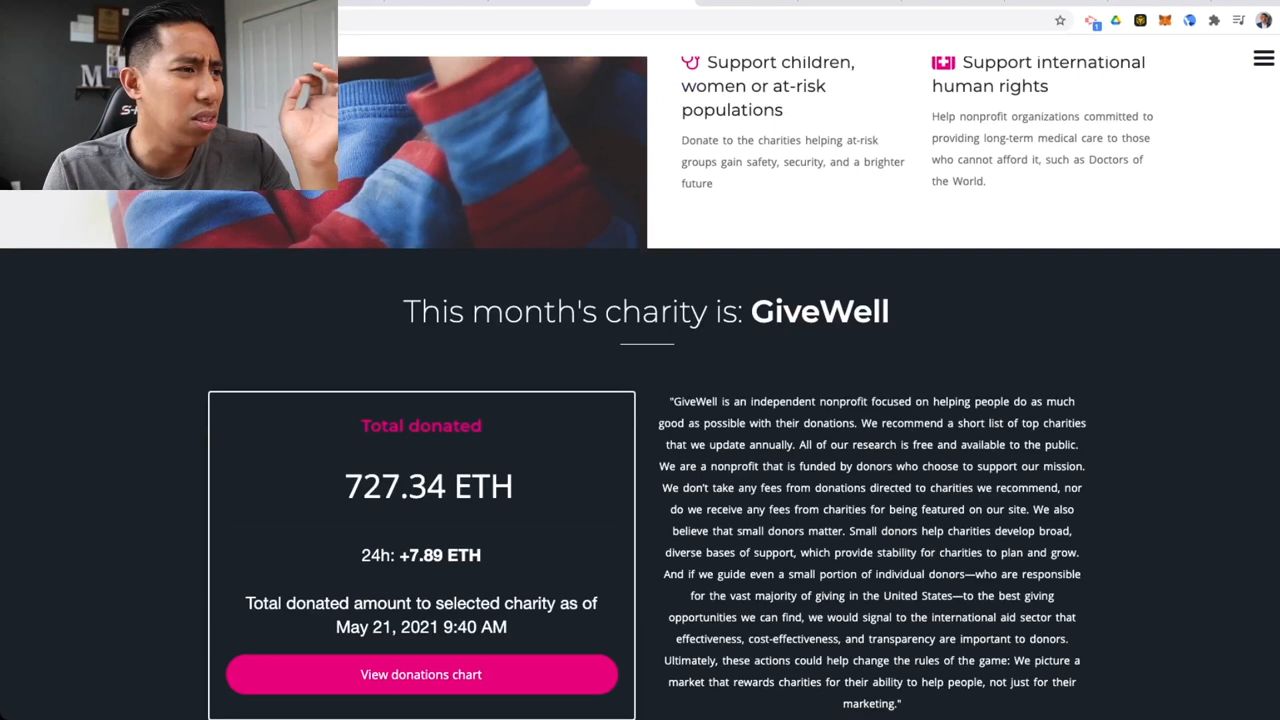 M
Support children,
women or at-risk
populations
Donate to the charities helping at-risk
groups gain safety, security, and a brighter
future
Support international
human rights
Help nonprofit organizations committed to
providing long-term medical care to those
who cannot afford it, such as Doctors of
the World.
This month's charity is: GiveWell
Total donated
727.34 ETH
24h: +7.89 ETH
Total donated amount to selected charity as of
May 21, 2021 9:40 AM
View donations chart
"GiveWell is an independent nonprofit focused on helping people do as much
good as possible with their donations. We recommend a short list of top charities
that we update annually. All of our research is free and available to the public.
We are a nonprofit that is funded by donors who choose to support our mission.
We don't take any fees from donations directed to charities we recommend, nor
do we receive any fees from charities for being featured on our site. We also
believe that small donors matter. Small donors help charities develop broad,
diverse bases of support, which provide stability for charities to plan and grow.
And if we guide even a small portion of individual donors—who are responsible
for the vast majority of giving in the United States—to the best giving
opportunities we can find, we would signal to the international aid sector that
effectiveness, cost-effectiveness, and transparency are important to donors.
Ultimately, these actions could help change the rules of the game: We picture a
market that rewards charities for their ability to help people, not just for their
marketing."